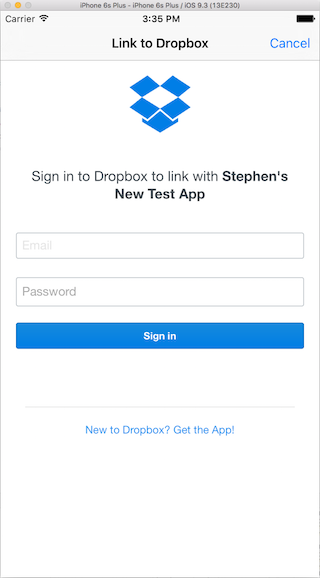 iPhone 6s Plus - iPhone 6s Plus / iOS 9.3 (13E230)
Carrier 3:35 PM
Link to Dropbox Cancel
Sign in to Dropbox to link with Stephen's
New Test App
Email
Password
Sign in
New to Dropbox? Get the App!